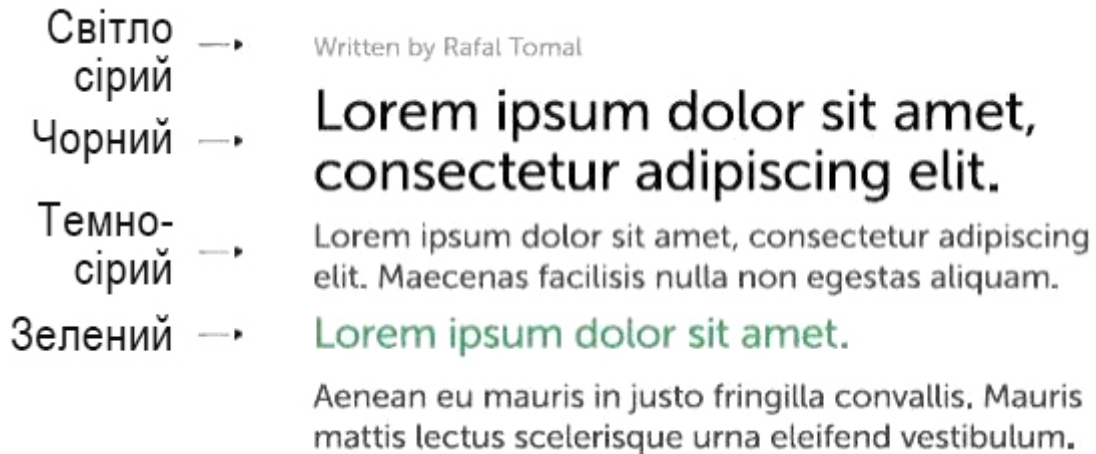 Світло
сірий
Written by Rafal Tomal
Чорний
Lorem ipsum dolor sit amet,
consectetur adipiscing elit.
Темно-
сірий
Lorem ipsum dolor sit amet, consectetur adipiscing
elit. Maecenas facilisis nulla non egestas aliquam.
Зелений
Lorem ipsum dolor sit amet.
Aenean eu mauris in justo fringilla convallis. Mauris
mattis lectus scelerisque urna eleifend vestibulum.